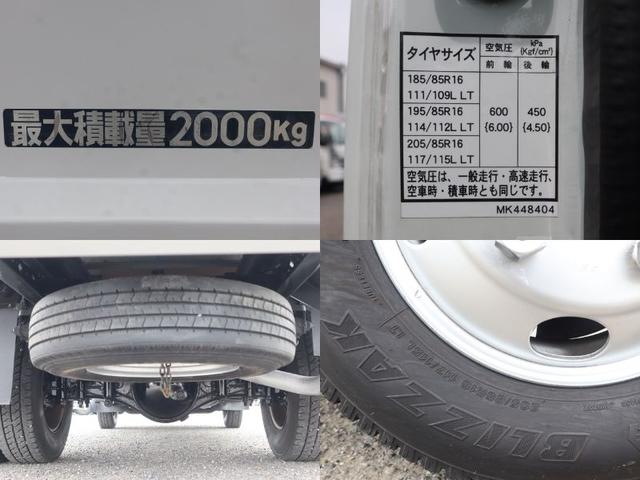 最大積載量2000Kg
タイヤサイズ
空気圧
kPa
{Kgf/cm²}
前輪
後輪
185/85R16
111/109L LT
195/85R16
114/112L LT
205/85R16
117/115L LT
600
{6.00}
450
{4.50}
空気圧は、一般走行・高速走行、
空車時・積車時とも同じです。
MK448404
BLIZZAK
TUBELESS